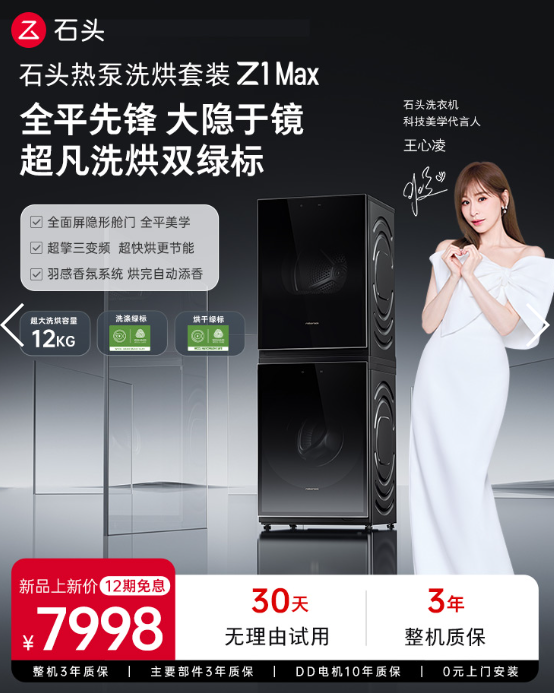 石头
石头热泵洗烘套装 Z1 Max
全平先锋 大隐于镜
超凡洗烘双绿标
石头洗衣机
科技美学代言人
王心凌
全面屏隐形舱门 全平美学
超擎三变频 超快烘更节能
羽感香氛系统 烘完自动添香
超大洗烘容量
12KG
洗涤绿标
烘干绿标
新品上新价 12期免息
¥7998
30天
无理由试用
3年
整机质保
整机3年质保 | 主要部件3年质保 | DD电机10年质保 | 0元上门安装